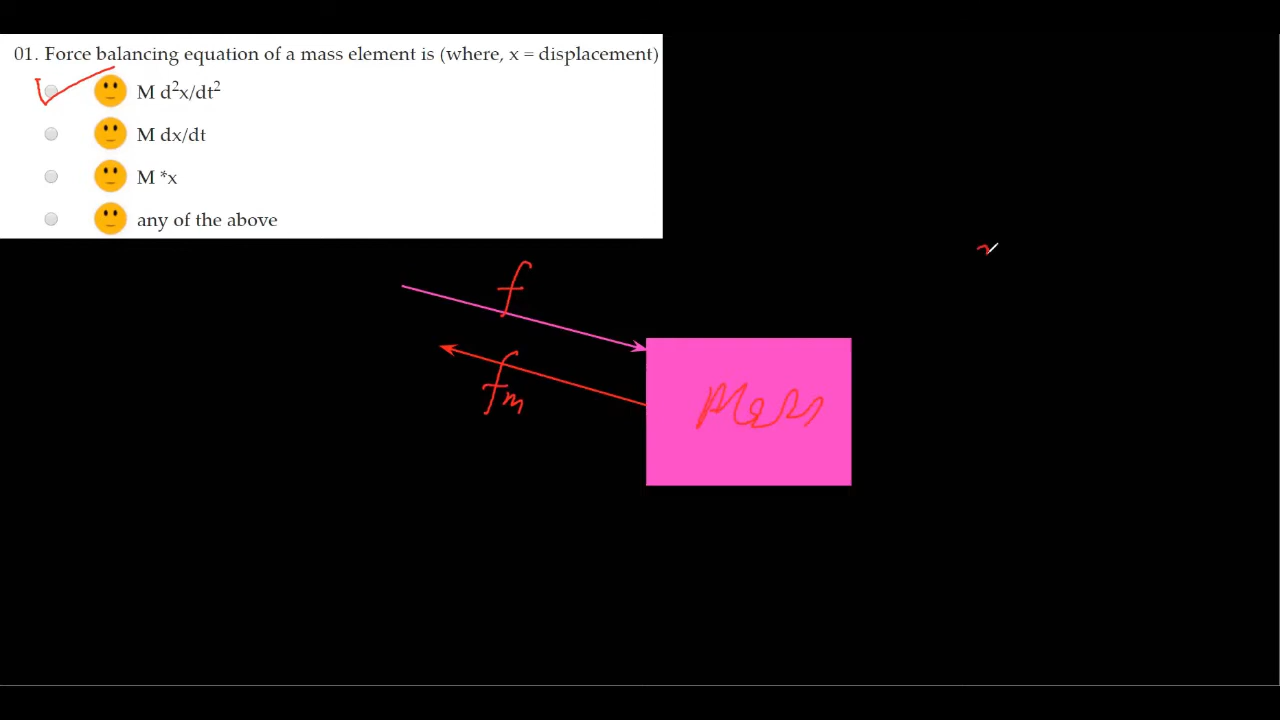 01. Force balancing equation of a mass element is (where, x = displacement)
M d²x/dt²
M dx/dt
M *x
any of the above
f
fm
Mass